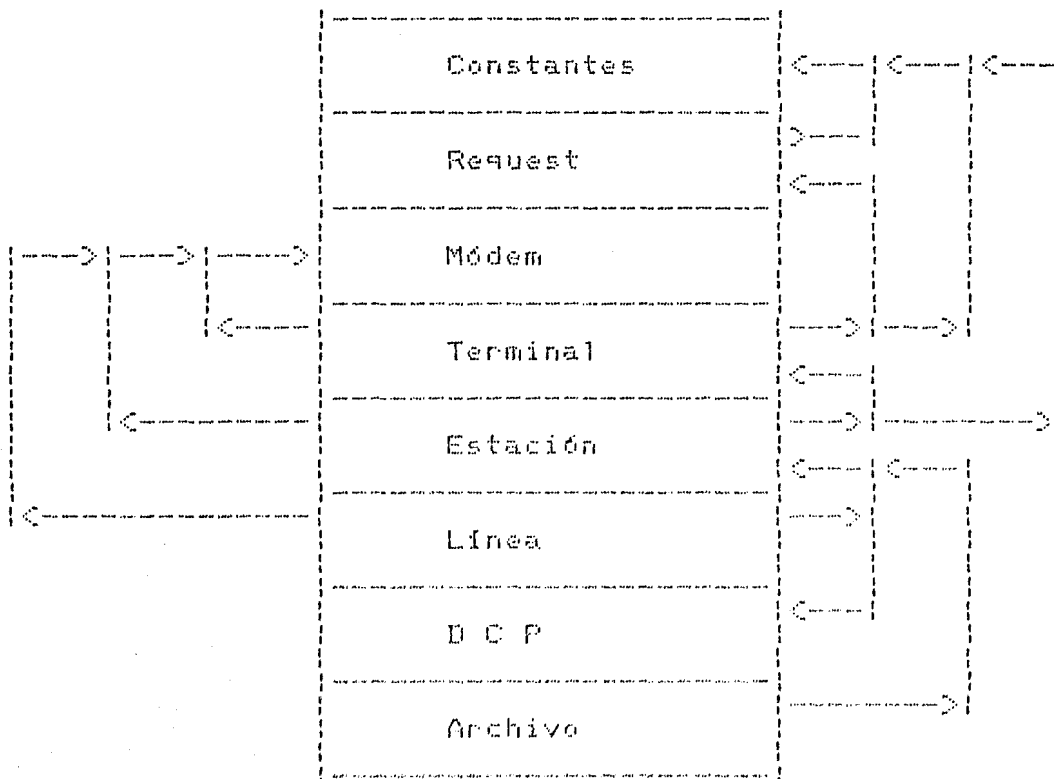 Constantes
Request
Módem
Terminal
Estación
Línea
D C P
Archivo